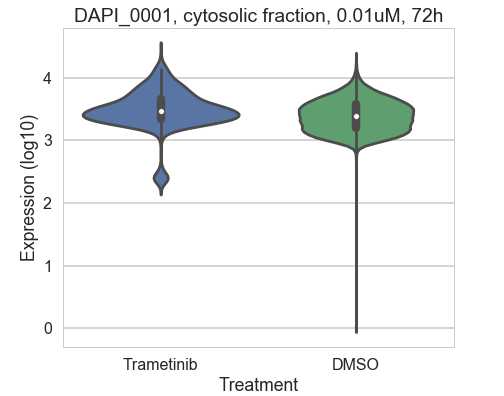 DAPI_0001, cytosolic fraction, 0.01uM, 72h
Expression (log10)
4
3
2
1
0
Trametinib DMSO
Treatment